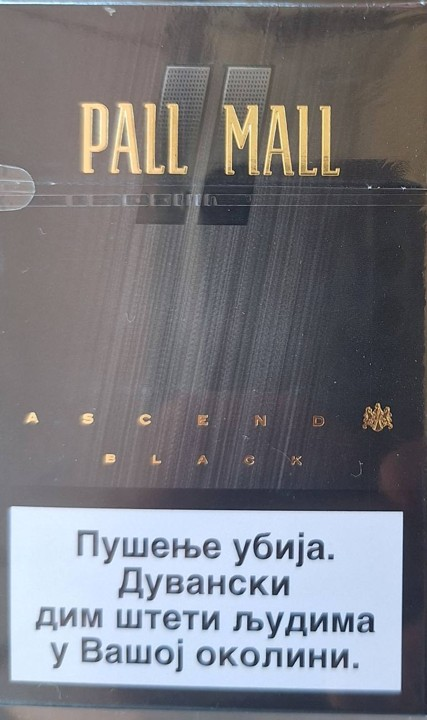 PALL MALL
ASCEND
BLACK
Пушење убија.
Дувански
дим штети људима
у Вашој околини.